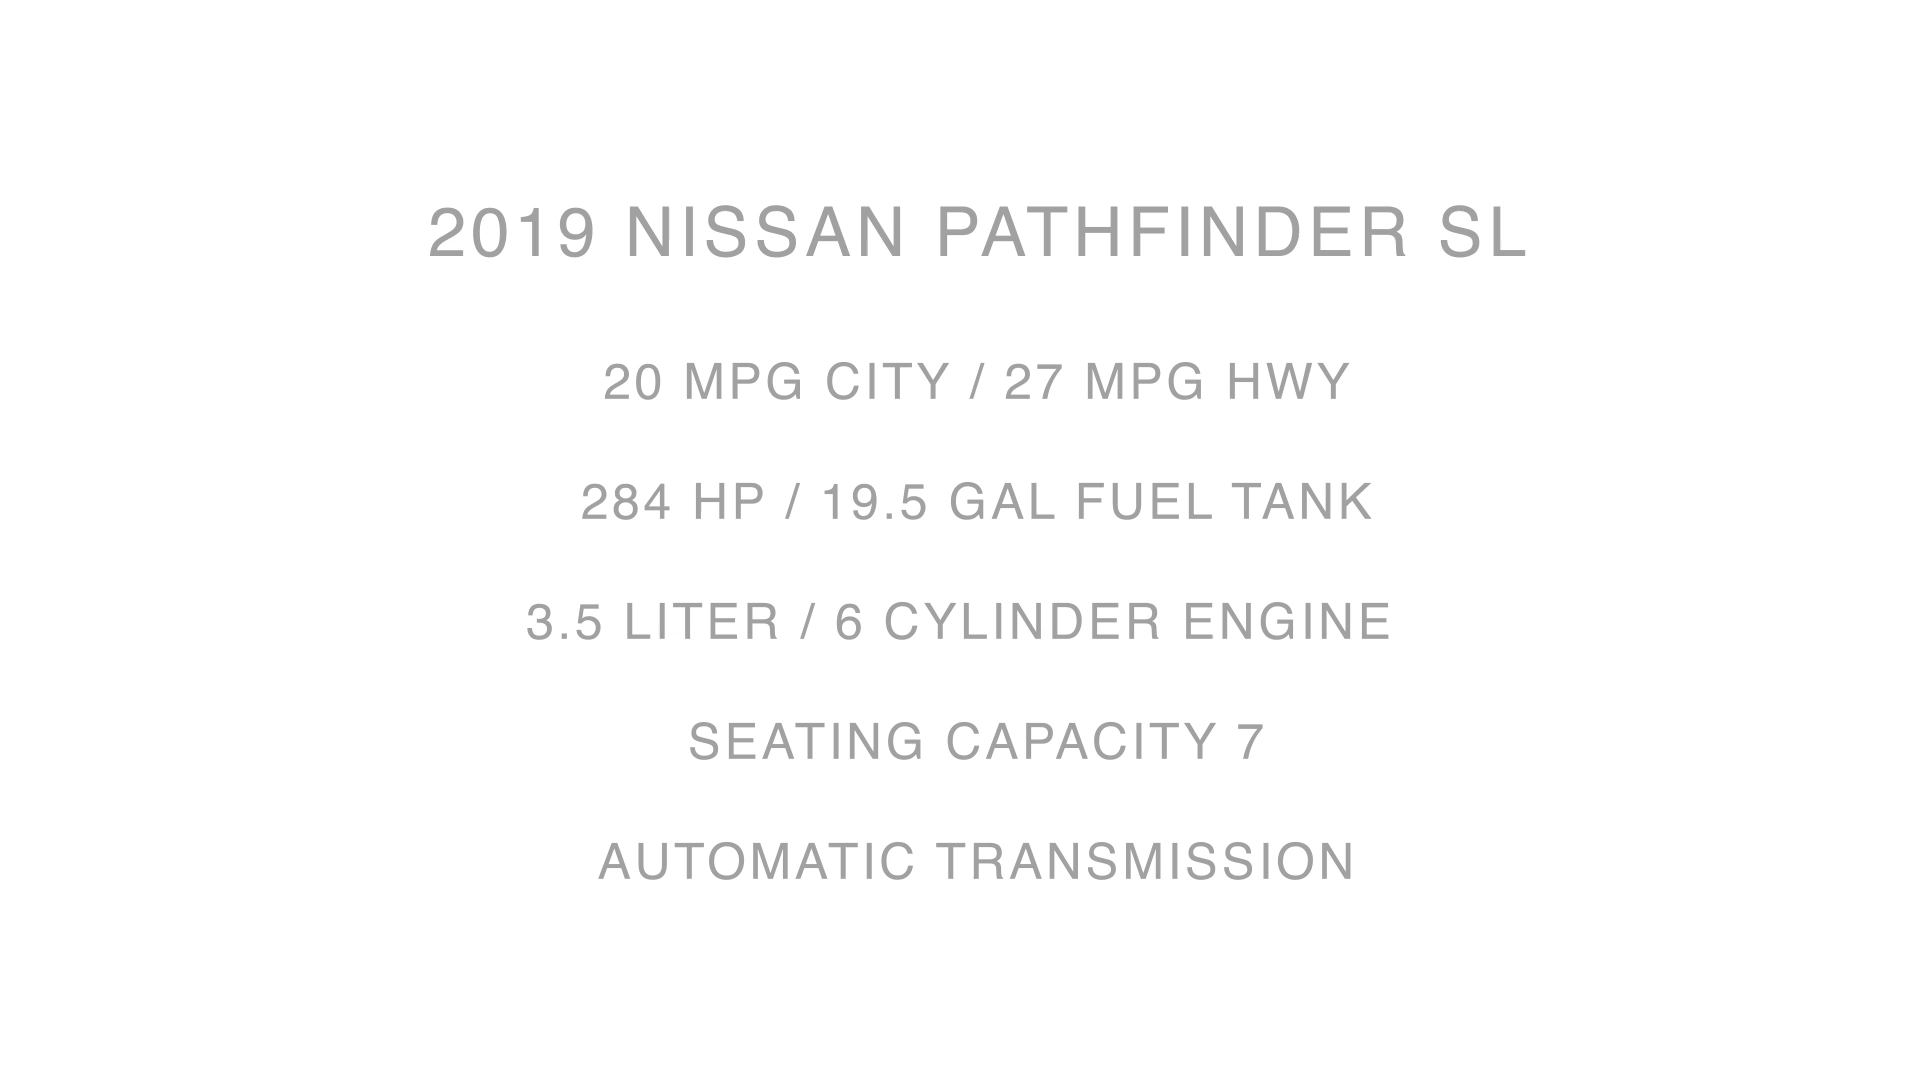 2019 NISSAN PATHFINDER SL
20 MPG CITY / 27 MPG HWY
284 HP / 19.5 GAL FUEL TANK
3.5 LITER / 6 CYLINDER ENGINE
SEATING CAPACITY 7
AUTOMATIC TRANSMISSION